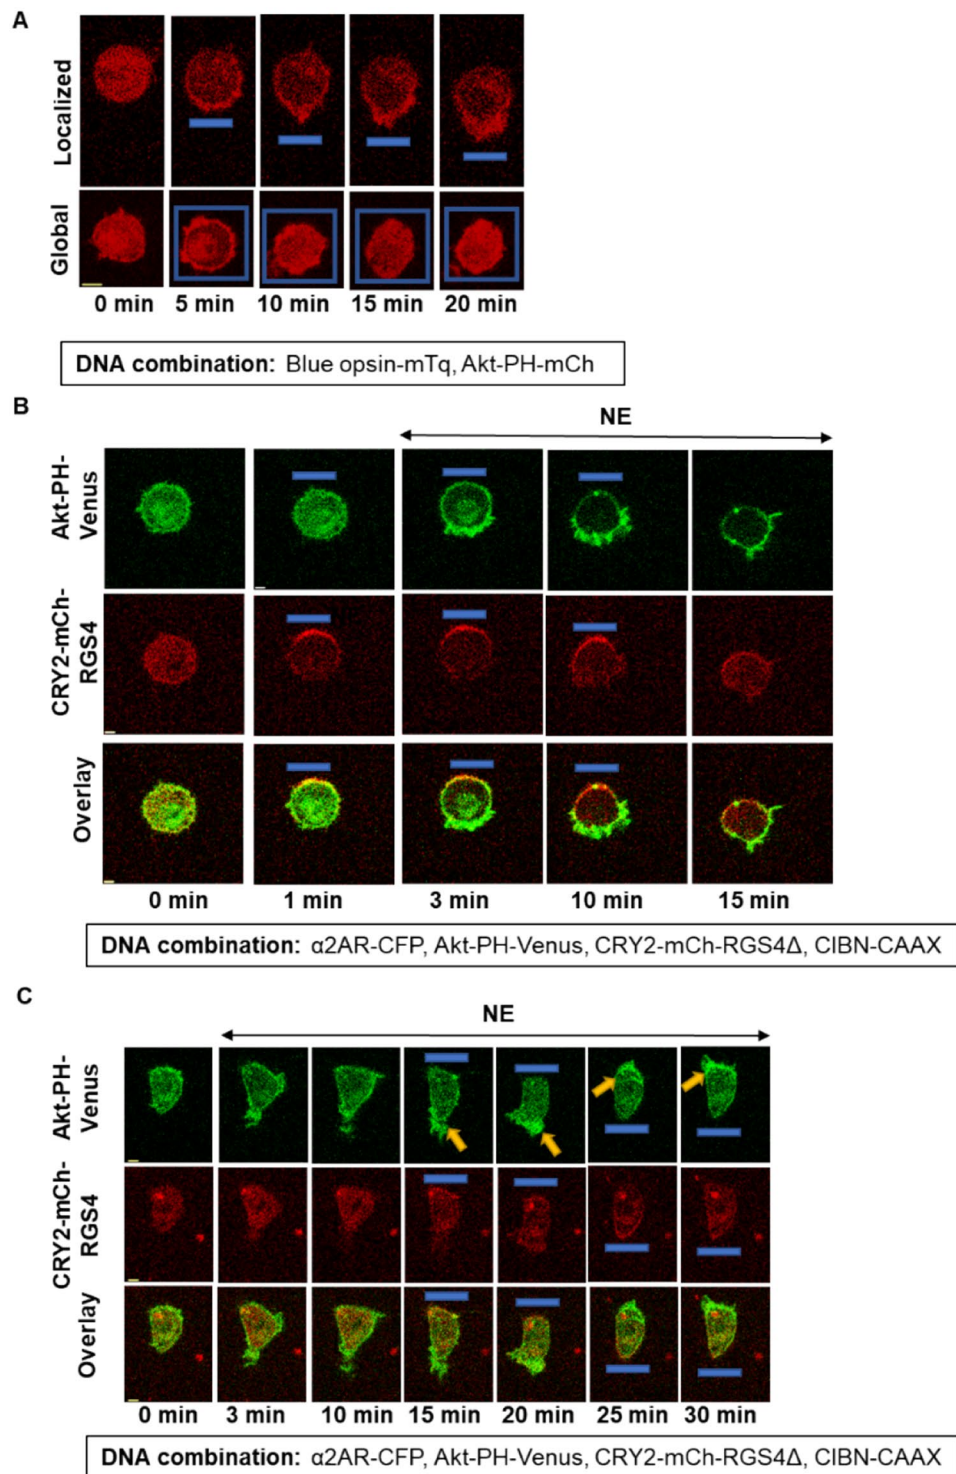 A
Localized
Global
0 min 5 min 10 min 15 min 20 min
DNA combination: Blue opsin-mTq, Akt-PH-mCh
B
NE
Akt-PH-
Venus
CRY2-mCh-
RGS4
Overlay
0 min 1 min 3 min 10 min 15 min
DNA combination: α2AR-CFP, Akt-PH-Venus, CRY2-mCh-RGS4Δ, CIBN-CAAX
C
NE
Akt-PH-
Venus
CRY2-mCh-
RGS4
Overlay
0 min 3 min 10 min 15 min 20 min 25 min 30 min
DNA combination: α2AR-CFP, Akt-PH-Venus, CRY2-mCh-RGS4Δ, CIBN-CAAX